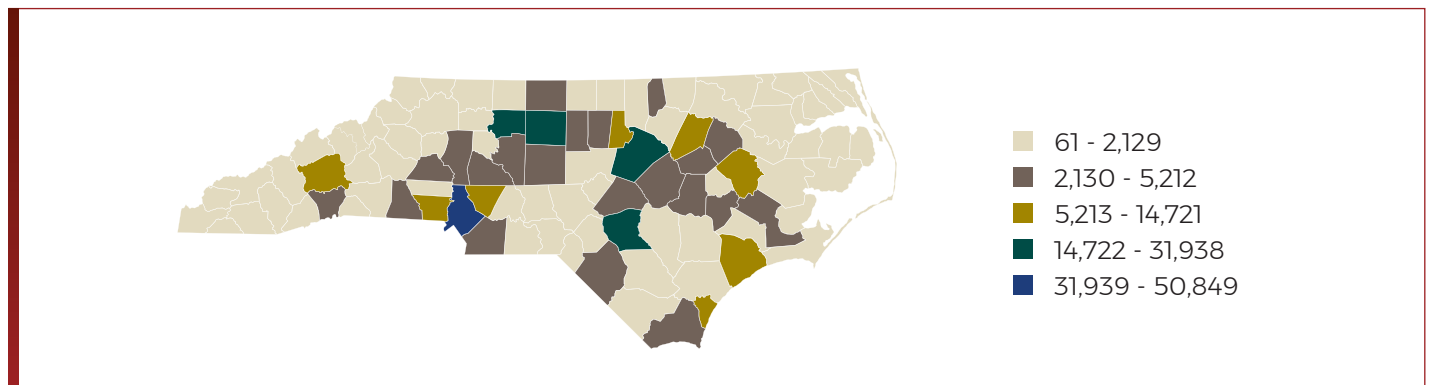 61 - 2,129
2,130 - 5,212
5,213 - 14,721
14,722 - 31,938
31,939 - 50,849